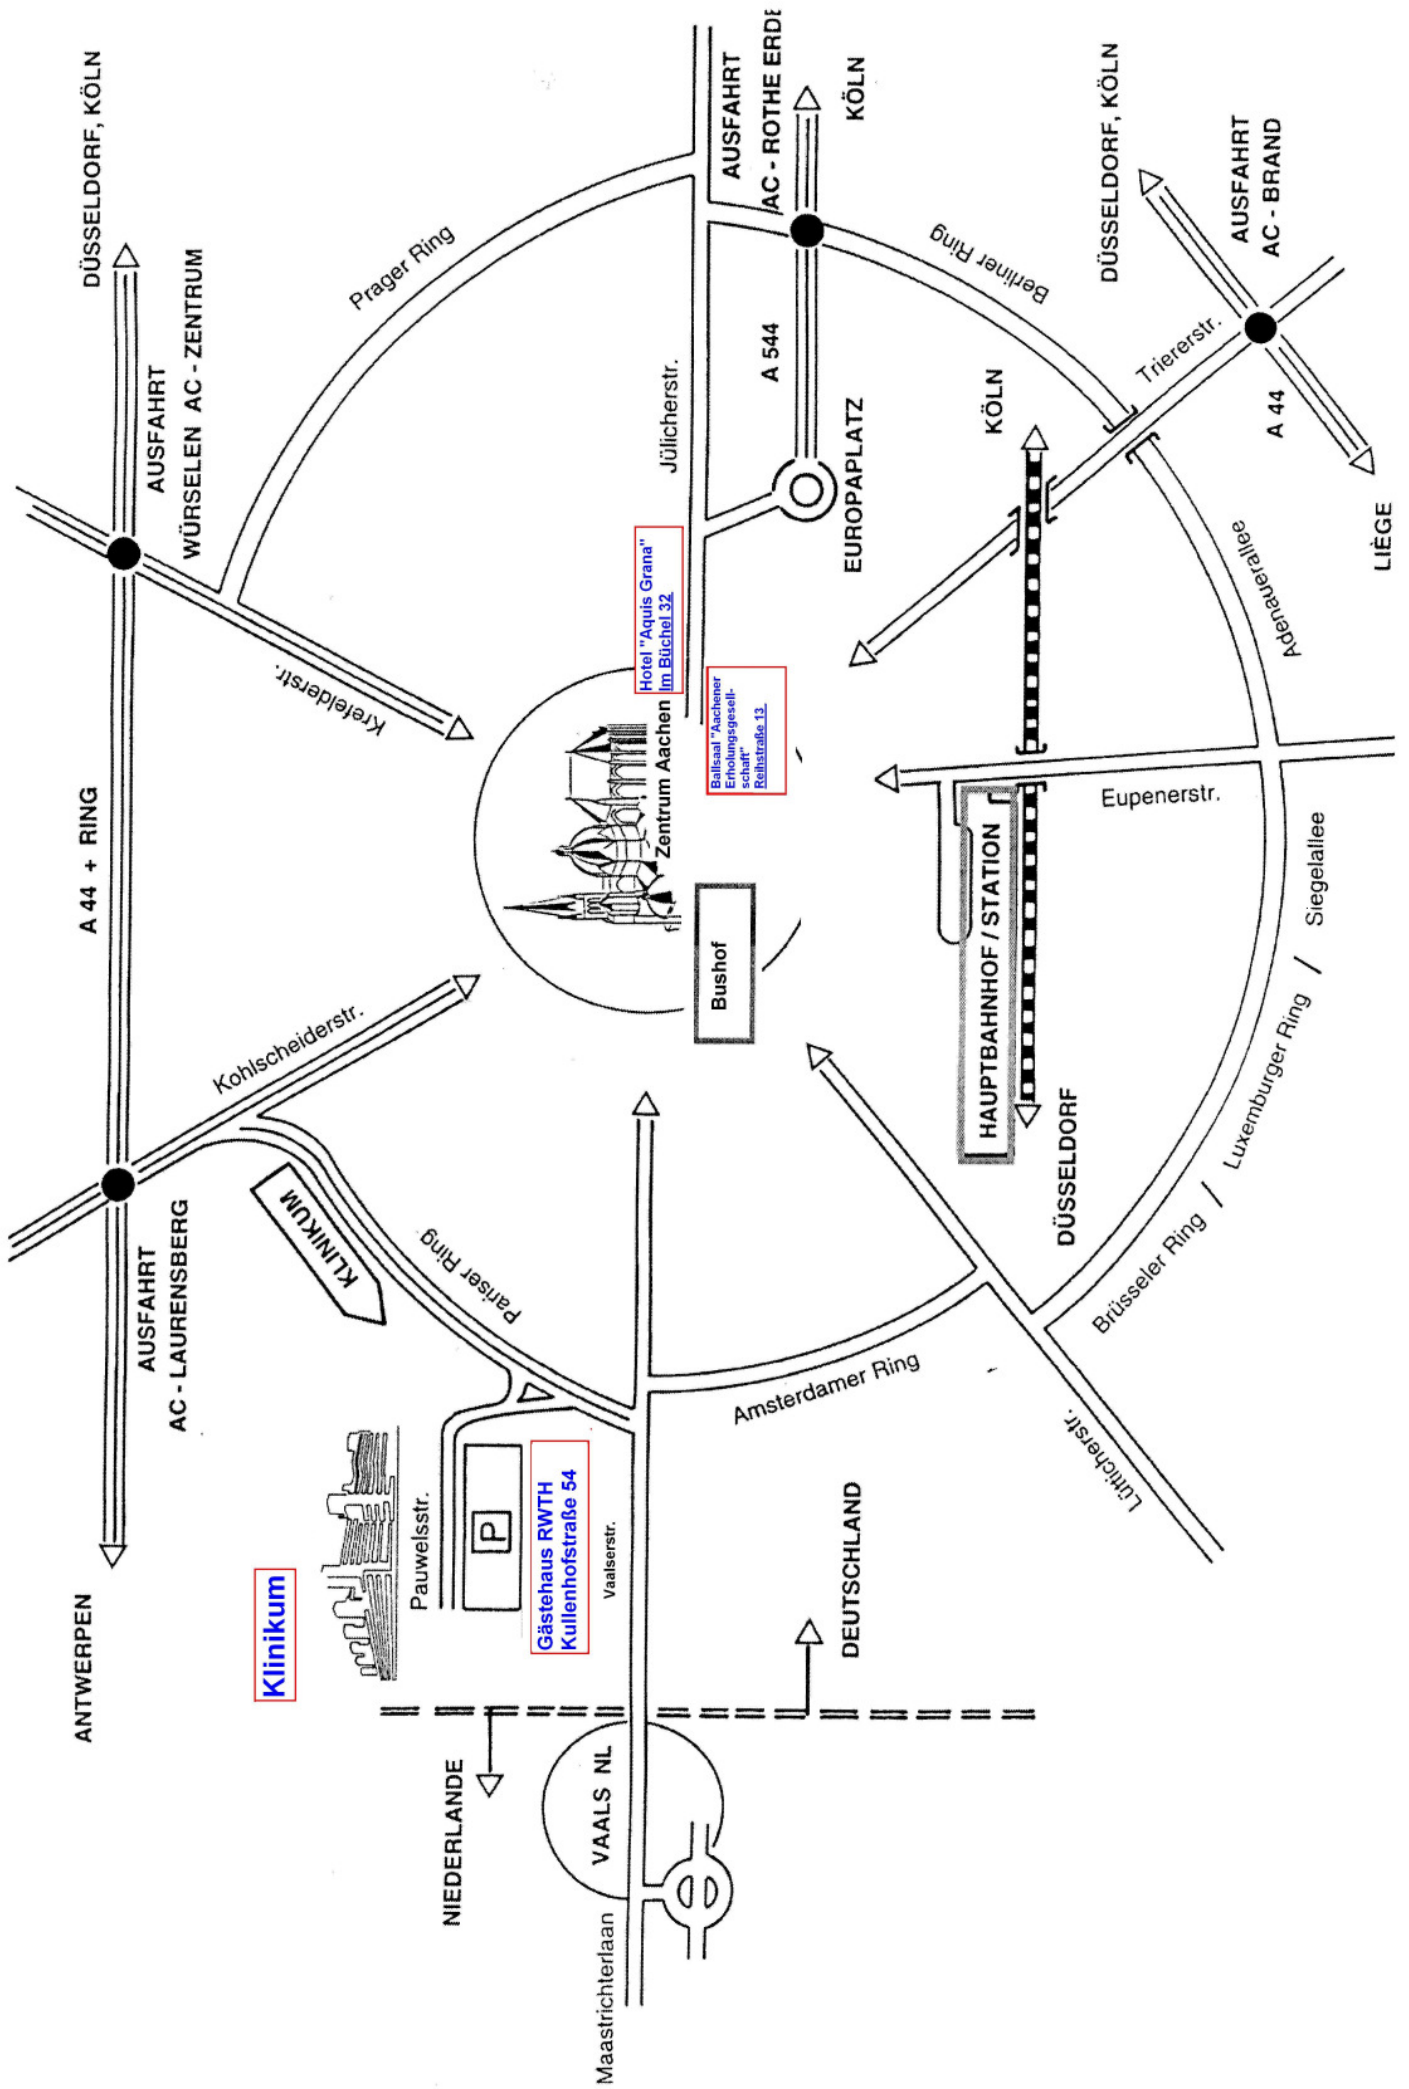 ANTWERPEN
A 44 + RING
DÜSSELDORF, KÖLN
AUSFAHRT
AC - LAURENSBERG
AUSFAHRT
WÜRSELEN AC - ZENTRUM
Klinikum
KLINIKUM
Kohlscheiderstr.
Krefelderstr.
Prager Ring
Pauwelsstr.
Pariser Ring
NIEDERLANDE
P
Gästehaus RWTH
Kullenhofstraße 54
VAALS NL
Vaalserstr.
Maastrichterlaan
Zentrum Aachen
Hotel "Aquis Grana"
Im Büchel 32
Jülicherstr.
Bushof
Ballsaal "Aachener
Erholungsgesell-
schaft"
Reihstraße 13
AUSFAHRT
AC - ROTHE ERDE
A 544
KÖLN
EUROPAPLATZ
DEUTSCHLAND
Amsterdamer Ring
Berliner Ring
HAUPTBAHNHOF / STATION
KÖLN
DÜSSELDORF
Lütticherstr.
Eupenerstr.
Triererstr.
DÜSSELDORF, KÖLN
AUSFAHRT
AC - BRAND
A 44
LIÈGE
Brüsseler Ring / Luxemburger Ring / Siegelallee
Adenauerallee